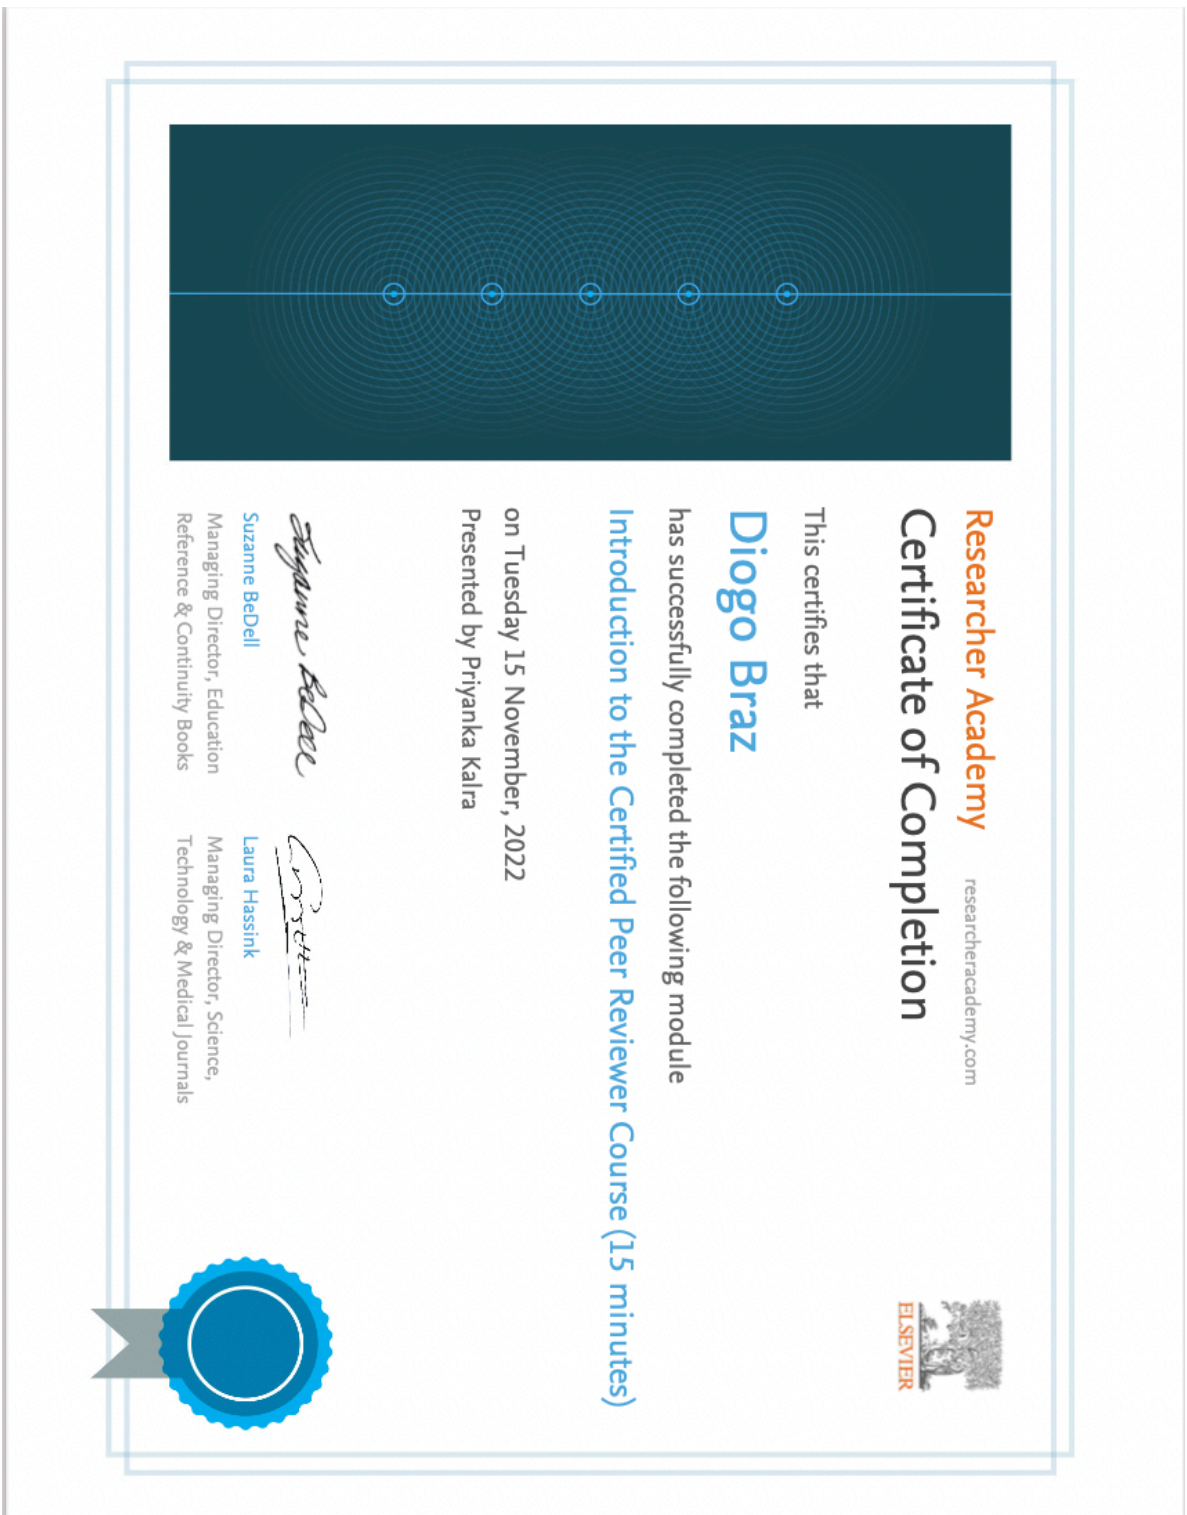 Researcher Academy researcheracademy.com
Certificate of Completion
ELSEVIER
This certifies that
Diogo Braz
has successfully completed the following module
Introduction to the Certified Peer Reviewer Course (15 minutes)
on Tuesday 15 November, 2022
Presented by Priyanka Kalra
Suzanne BeDell
Suzanne BeDell
Managing Director, Education
Reference & Continuity Books
Laura Hassink
Managing Director, Science,
Technology & Medical Journals